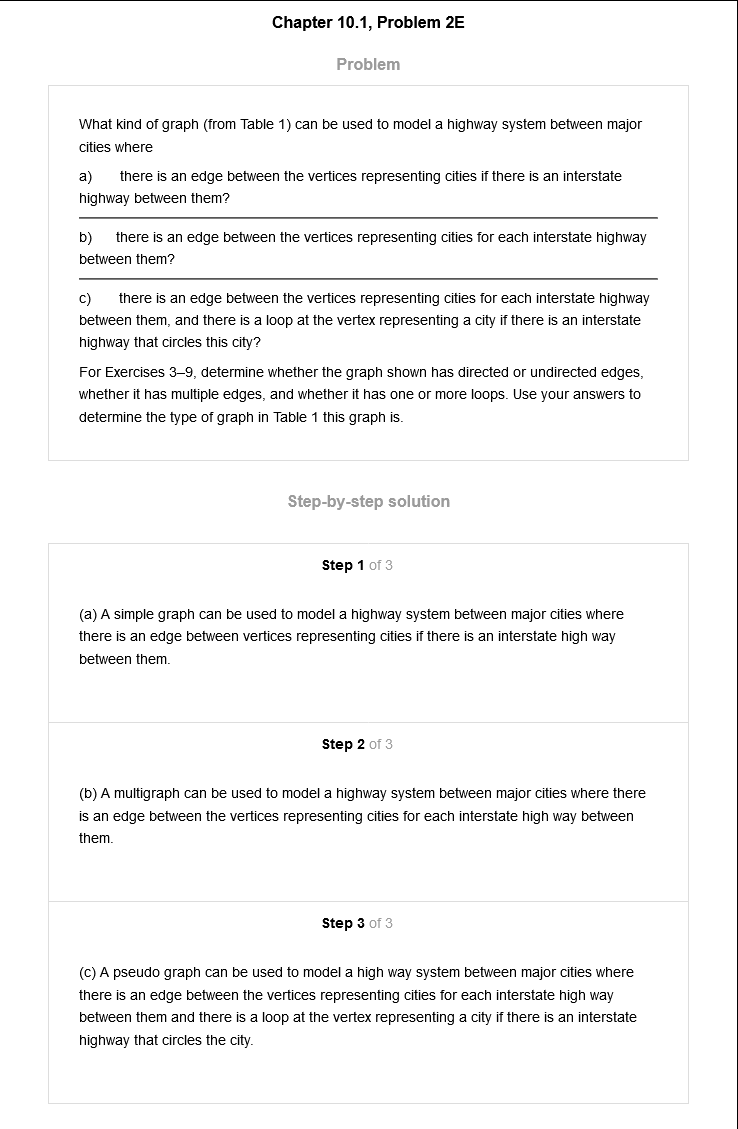 Chapter 10.1, Problem 2E
Problem
What kind of graph (from Table 1) can be used to model a highway system between major
cities where
a) there is an edge between the vertices representing cities if there is an interstate
highway between them?
b) there is an edge between the vertices representing cities for each interstate highway
between them?
c) there is an edge between the vertices representing cities for each interstate highway
between them, and there is a loop at the vertex representing a city if there is an interstate
highway that circles this city?
For Exercises 3–9, determine whether the graph shown has directed or undirected edges,
whether it has multiple edges, and whether it has one or more loops. Use your answers to
determine the type of graph in Table 1 this graph is.
Step-by-step solution
Step 1 of 3
(a) A simple graph can be used to model a highway system between major cities where
there is an edge between vertices representing cities if there is an interstate high way
between them.
Step 2 of 3
(b) A multigraph can be used to model a highway system between major cities where there
is an edge between the vertices representing cities for each interstate high way between
them.
Step 3 of 3
(c) A pseudo graph can be used to model a high way system between major cities where
there is an edge between the vertices representing cities for each interstate high way
between them and there is a loop at the vertex representing a city if there is an interstate
highway that circles the city.